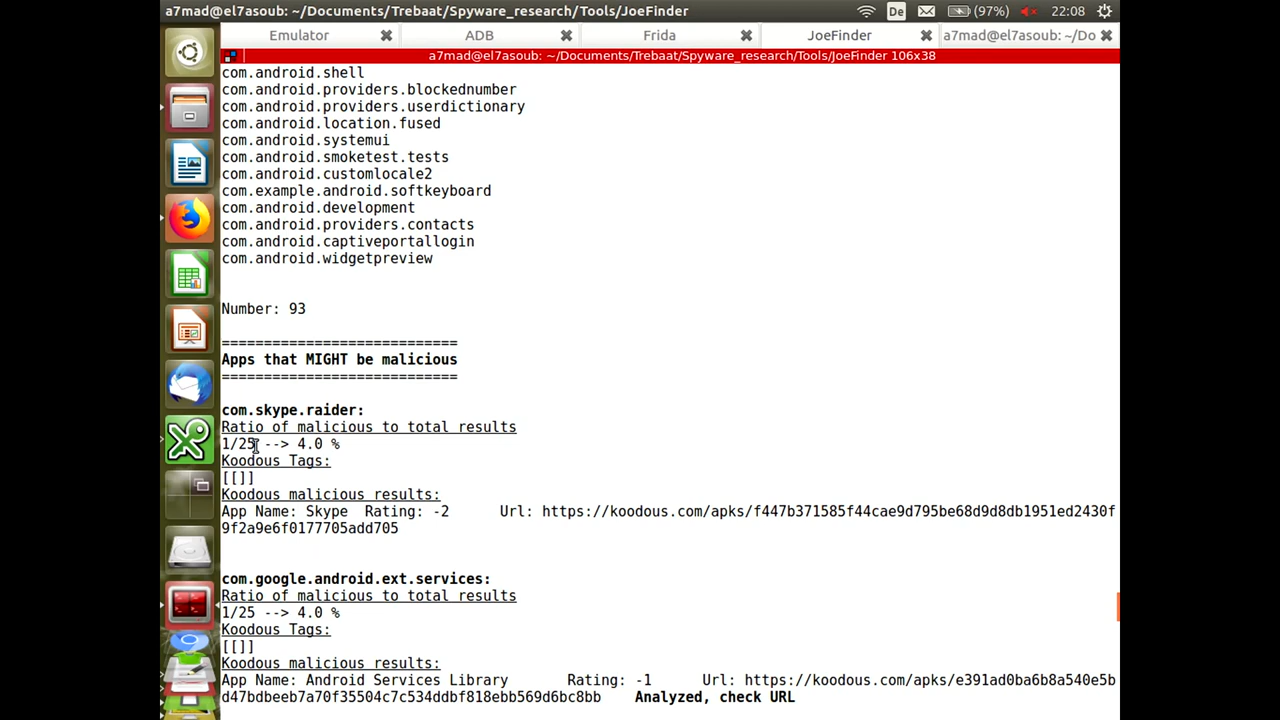 a7mad@el7asoub: ~/Documents/Trebaat/Spyware_research/Tools/JoeFinder
De
(97%)
22:08
Emulator
ADB
Frida
JoeFinder
a7mad@el7asoub: ~/Do
a7mad@el7asoub: ~/Documents/Trebaat/Spyware_research/Tools/JoeFinder 106x38
com.android.shell
com.android.providers.blockednumber
com.android.providers.userdictionary
com.android.location.fused
com.android.systemui
com.android.smoketest.tests
com.android.customlocale2
com.example.android.softkeyboard
com.android.development
com.android.providers.contacts
com.android.captiveportallogin
com.android.widgetpreview
Number: 93
============================
Apps that MIGHT be malicious
============================
com.skype.raider:
Ratio of malicious to total results
1/25 --> 4.0 %
Koodous Tags:
[[]]
Koodous malicious results:
App Name: Skype  Rating: -2      Url: https://koodous.com/apks/f447b371585f44cae9d795be68d9d8db1951ed2430f
9f2a9e6f0177705add705
com.google.android.ext.services:
Ratio of malicious to total results
1/25 --> 4.0 %
Koodous Tags:
[[]]
Koodous malicious results:
App Name: Android Services Library       Rating: -1      Url: https://koodous.com/apks/e391ad0ba6b8a540e5b
d47bdbeeb7a70f35504c7c534ddbf818ebb569d6bc8bb    Analyzed, check URL